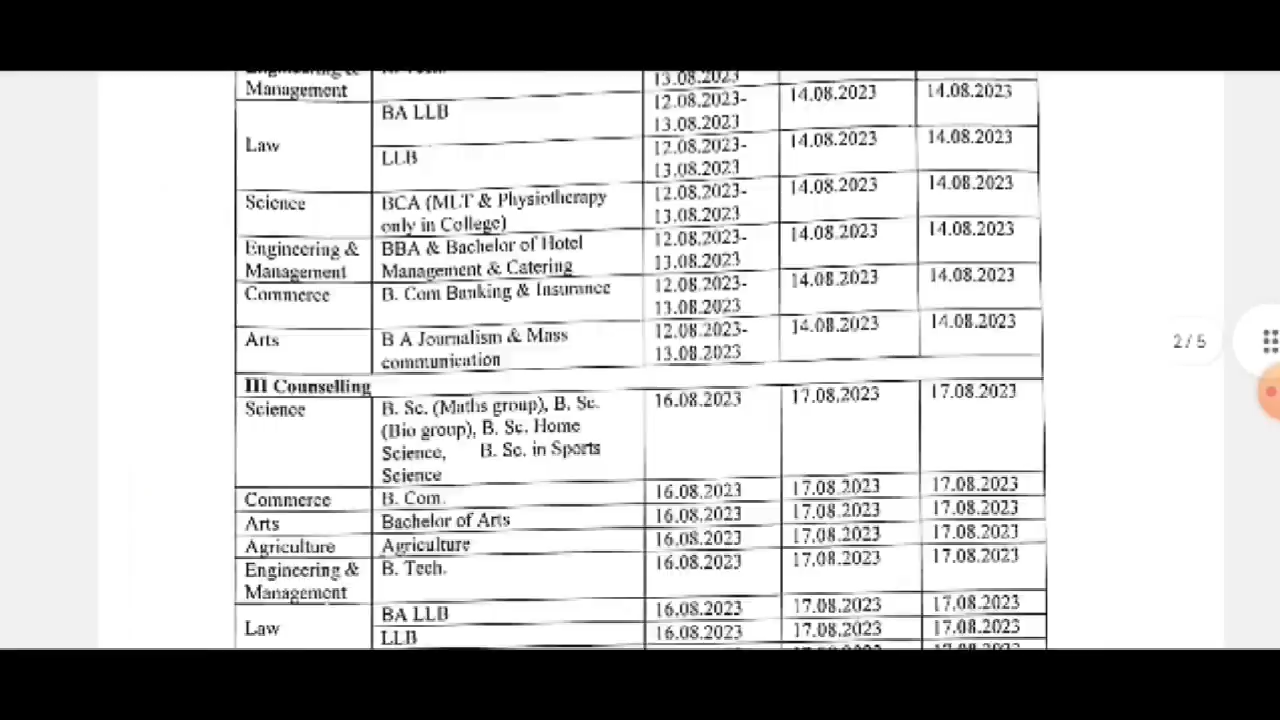 Management
13.08.2023
Law
BA LLB
12.08.2023-
13.08.2023
14.08.2023
14.08.2023
LLB
12.08.2023-
13.08.2023
14.08.2023
14.08.2023
Science
BCA (MLT & Physiotherapy
only in College)
12.08.2023-
13.08.2023
14.08.2023
14.08.2023
Engineering &
Management
BBA & Bachelor of Hotel
Management & Catering
12.08.2023-
13.08.2023
14.08.2023
14.08.2023
Commerce
B. Com Banking & Insurance
12.08.2023-
13.08.2023
14.08.2023
14.08.2023
Arts
B A Journalism & Mass
communication
12.08.2023-
13.08.2023
14.08.2023
14.08.2023
III Counselling
Science
B. Sc. (Maths group), B. Sc.
(Bio group), B. Sc. Home
Science, B. Sc. in Sports
Science
16.08.2023
17.08.2023
17.08.2023
Commerce
B. Com.
16.08.2023
17.08.2023
17.08.2023
Arts
Bachelor of Arts
16.08.2023
17.08.2023
17.08.2023
Agriculture
Agriculture
16.08.2023
17.08.2023
17.08.2023
Engineering &
Management
B. Tech.
16.08.2023
17.08.2023
17.08.2023
Law
BA LLB
16.08.2023
17.08.2023
17.08.2023
LLB
16.08.2023
17.08.2023
17.08.2023
2/5